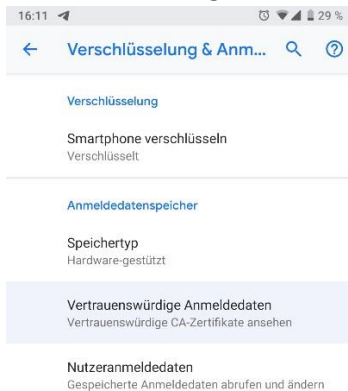 16:11 29 %
Verschlüsselung & Anm...
Verschlüsselung
Smartphone verschlüsseln
Verschlüsselt
Anmeldedatenspeicher
Speichertyp
Hardware-gestützt
Vertrauenswürdige Anmeldedaten
Vertrauenswürdige CA-Zertifikate ansehen
Nutzeranmeldedaten
Gespeicherte Anmeldedaten abrufen und ändern